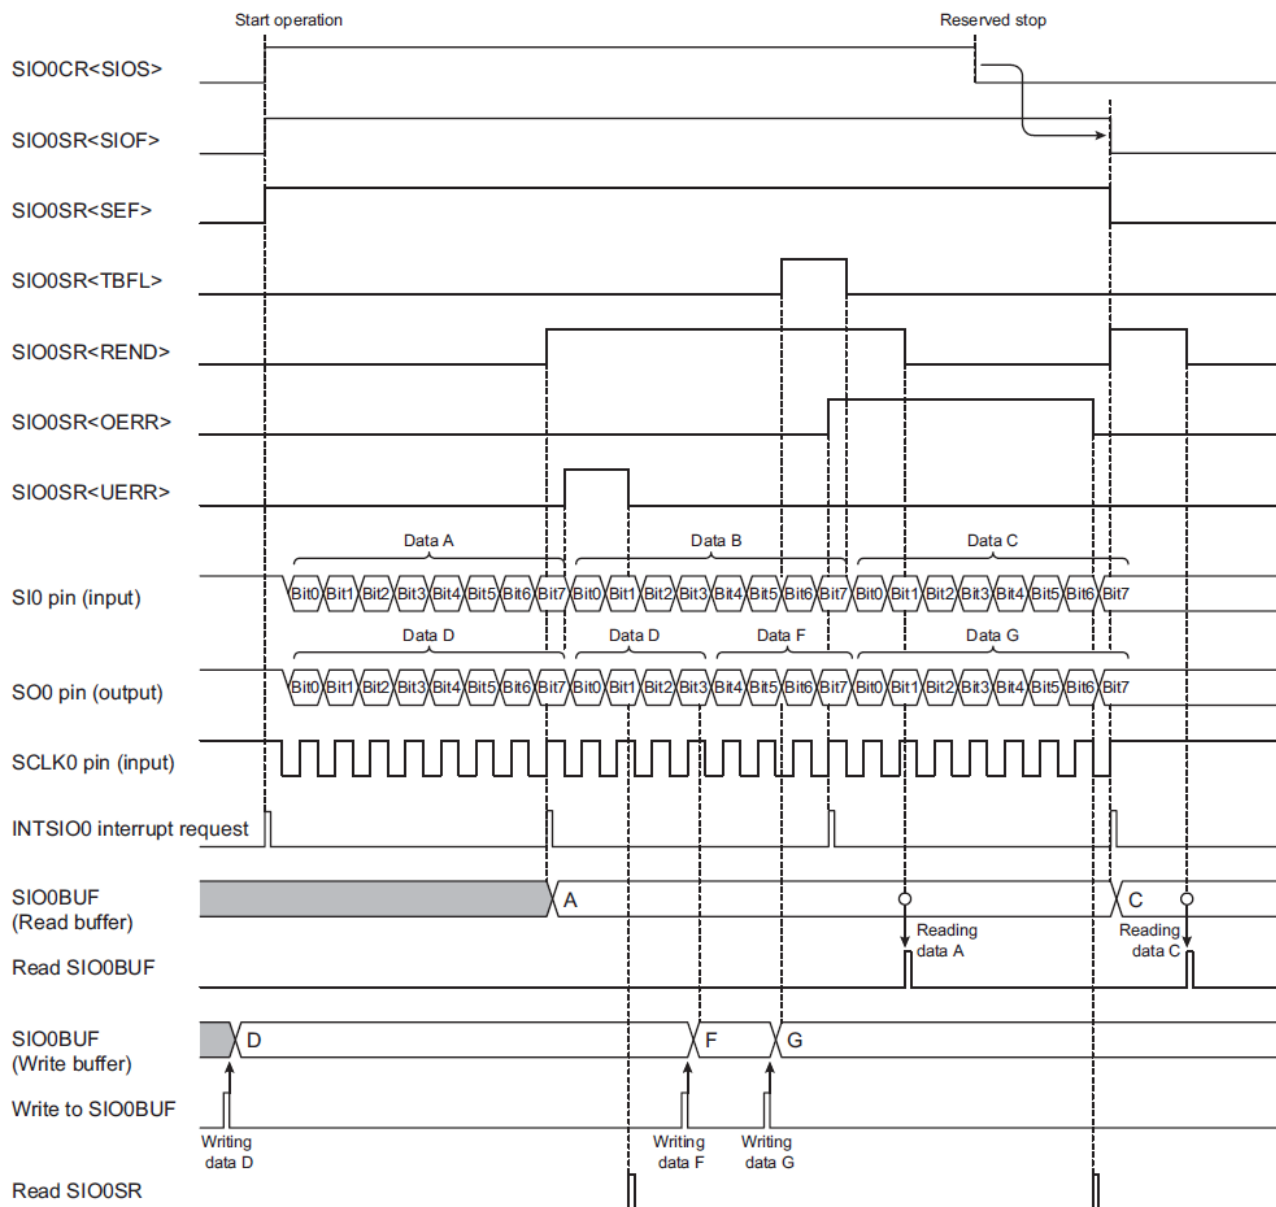 Start operation
Reserved stop
SIO0CR<SIOS>
SIO0SR<SIOF>
SIO0SR<SEF>
SIO0SR<TBFL>
SIO0SR<REND>
SIO0SR<OERR>
SIO0SR<UERR>
Data A Data B Data C
SI0 pin (input) Bit0 Bit1 Bit2 Bit3 Bit4 Bit5 Bit6 Bit7 Bit0 Bit1 Bit2 Bit3 Bit4 Bit5 Bit6 Bit7 Bit0 Bit1 Bit2 Bit3 Bit4 Bit5 Bit6 Bit7
Data D Data D Data F Data G
SO0 pin (output) Bit0 Bit1 Bit2 Bit3 Bit4 Bit5 Bit6 Bit7 Bit0 Bit1 Bit2 Bit3 Bit4 Bit5 Bit6 Bit7 Bit0 Bit1 Bit2 Bit3 Bit4 Bit5 Bit6 Bit7
SCLK0 pin (input)
INTSIO0 interrupt request
SIO0BUF
(Read buffer)
A
C
Reading
data A
Reading
data C
Read SIO0BUF
SIO0BUF
(Write buffer)
D
F
G
Write to SIO0BUF
Writing
data D
Writing
data F
Writing
data G
Read SIO0SR